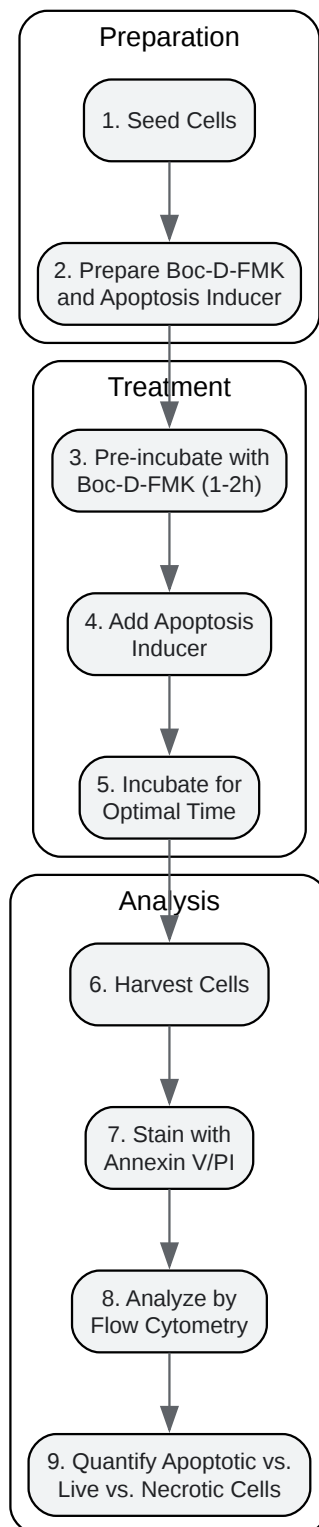 Preparation
1. Seed Cells
2. Prepare Boc-D-FMK
and Apoptosis Inducer
Treatment
3. Pre-incubate with
Boc-D-FMK (1-2h)
4. Add Apoptosis
Inducer
5. Incubate for
Optimal Time
Analysis
6. Harvest Cells
7. Stain with
Annexin V/PI
8. Analyze by
Flow Cytometry
9. Quantify Apoptotic vs.
Live vs. Necrotic Cells